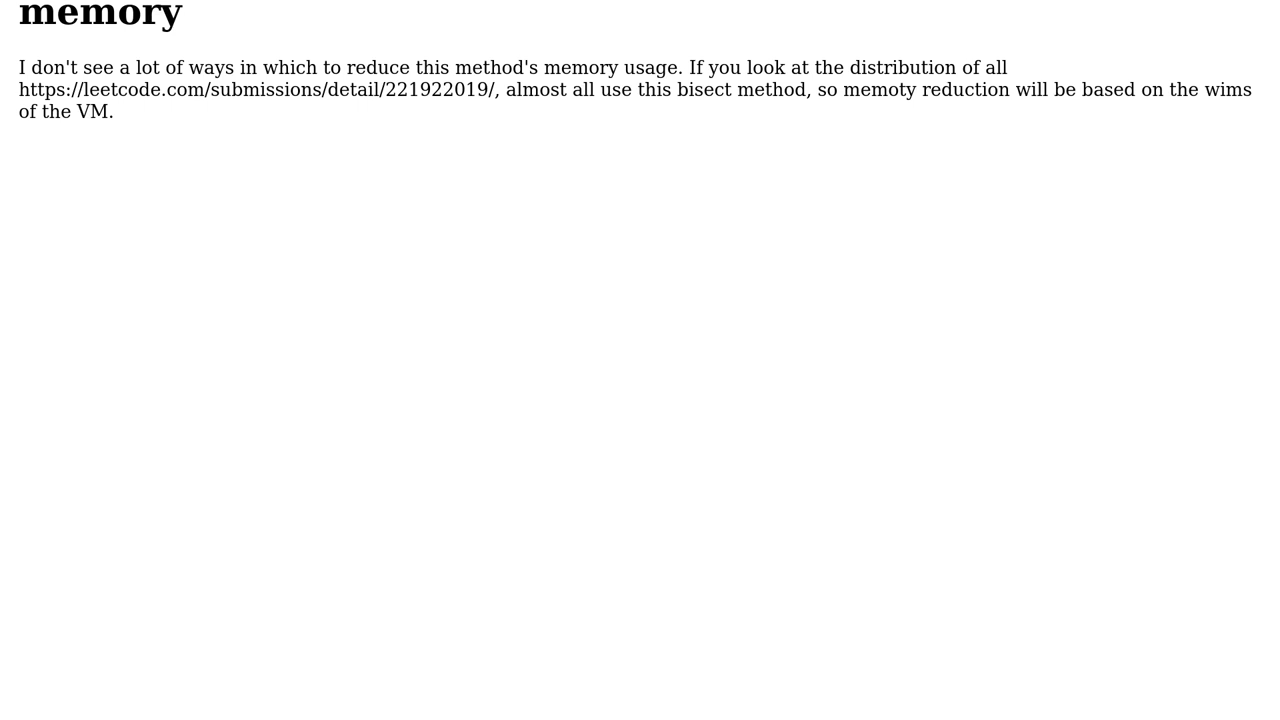 memory
I don't see a lot of ways in which to reduce this method's memory usage. If you look at the distribution of all
https://leetcode.com/submissions/detail/221922019/, almost all use this bisect method, so memoty reduction will be based on the wims
of the VM.